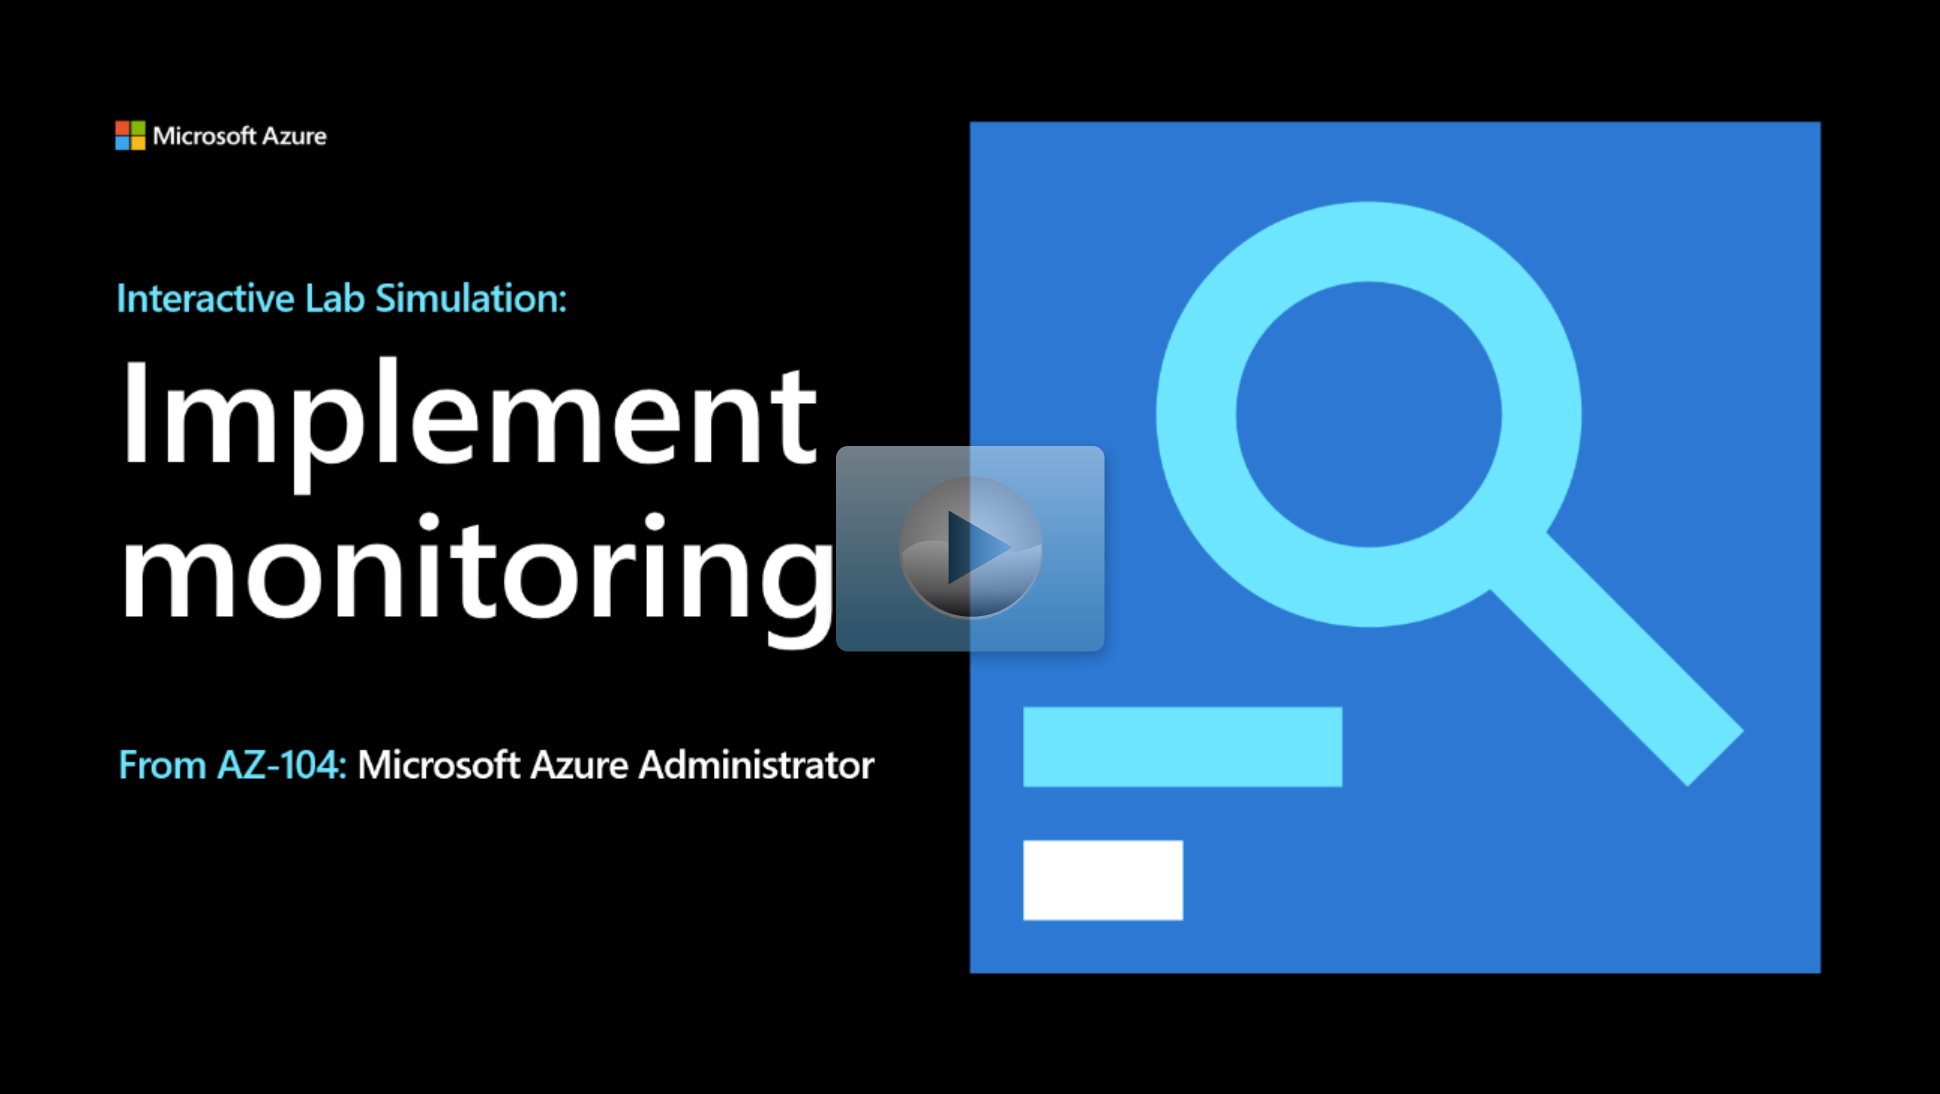 Microsoft Azure
Interactive Lab Simulation:
Implement
monitoring
From AZ-104: Microsoft Azure Administrator